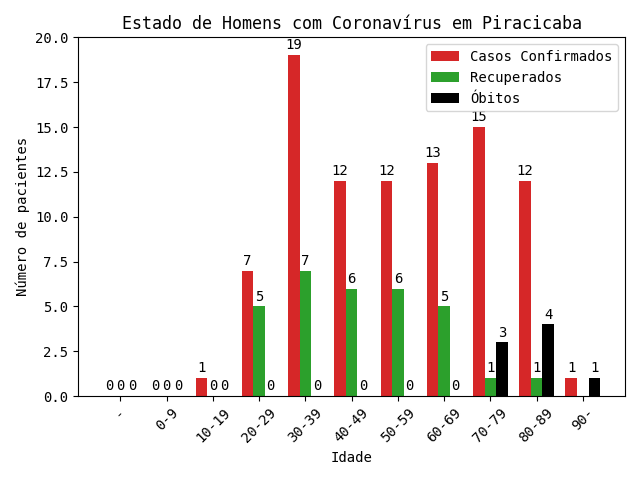 Estado de Homens com Coronavírus em Piracicaba
Casos Confirmados
Recuperados
Óbitos
Número de pacientes
20.0
17.5
15.0
12.5
10.0
7.5
5.0
2.5
0.0
0 0 0
0 0 0
1 0 0
7 5 0
19 7 0
12 6 0
12 6 0
13 5 0
15 1 3
12 1 4
1 1
-
0-9
10-19
20-29
30-39
40-49
50-59
60-69
70-79
80-89
90-
Idade